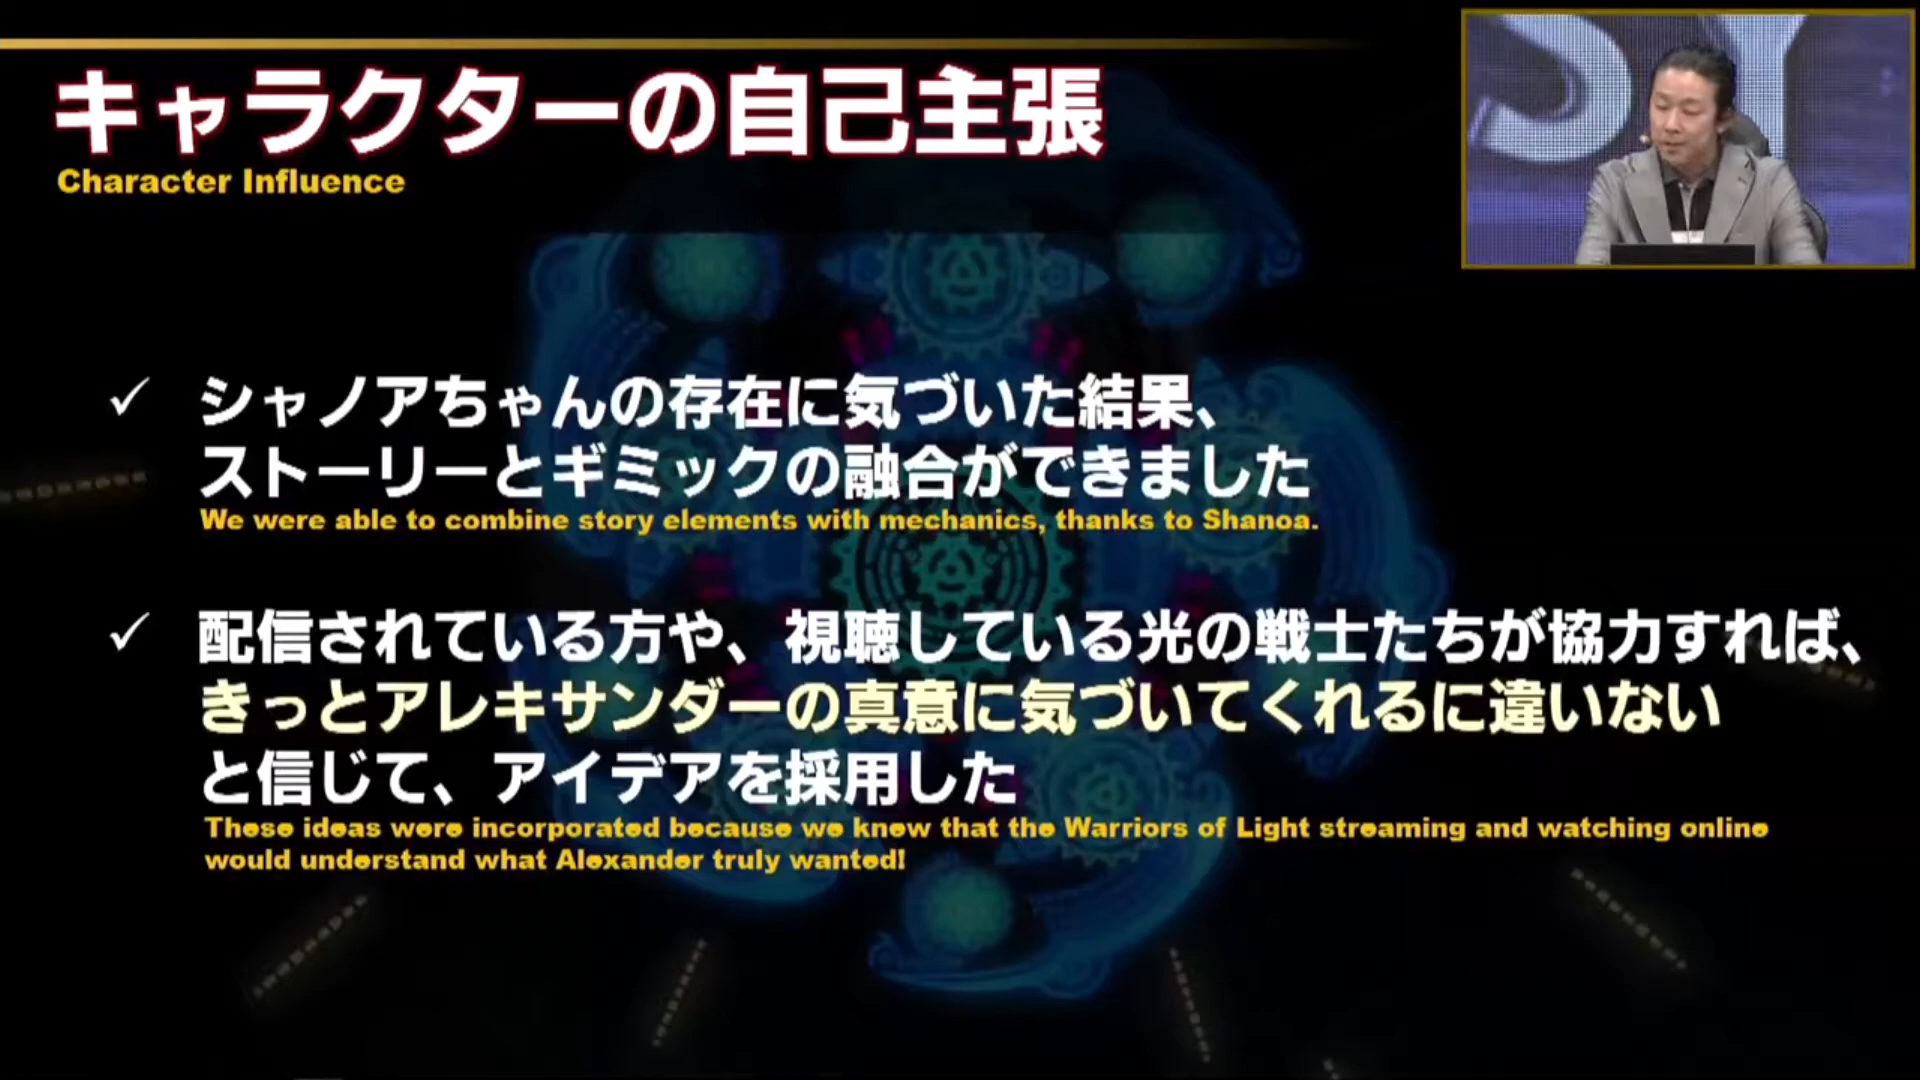 キャラクターの自己主張
Character Influence
SY
✓ シャノアちゃんの存在に気づいた結果、
ストーリーとギミックの融合ができました
We were able to combine story elements with mechanics, thanks to Shanoa.
✓ 配信されている方や、視聴している光の戦士たちが協力すれば、
きっとアレキサンダーの真意に気づいてくれるに違いない
と信じて、アイデアを採用した
These ideas were incorporated because we knew that the Warriors of Light streaming and watching online
would understand what Alexander truly wanted!